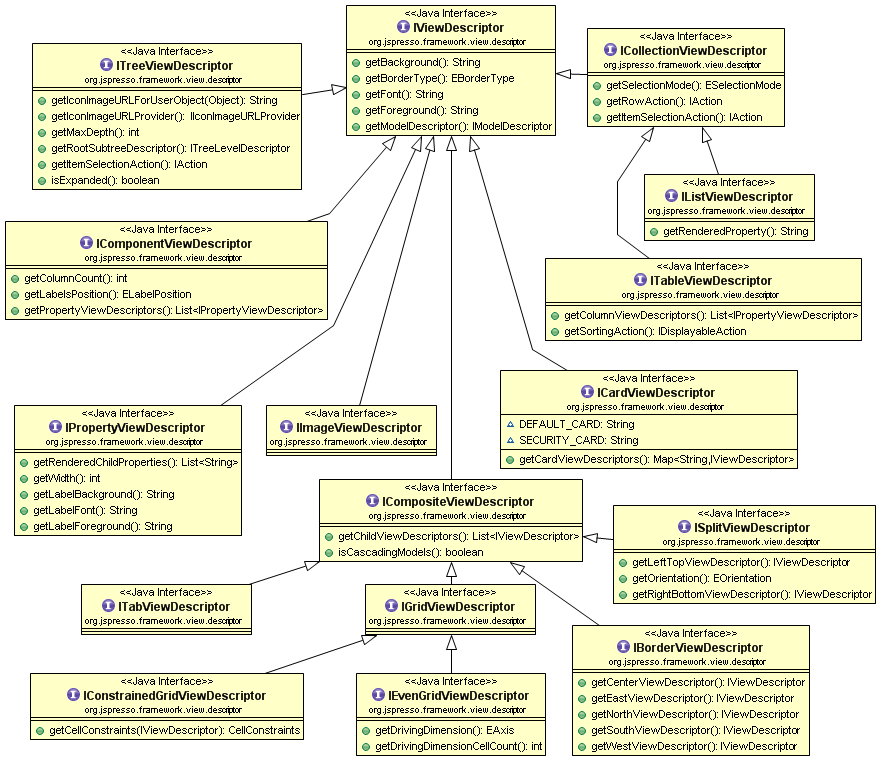 <<Java Interface>>
IViewDescriptor
org.jspresso.framework.view.descriptor
getBackground(): String
getBorderType(): EBorderType
getFont(): String
getForeground(): String
getModelDescriptor(): IModelDescriptor
<<Java Interface>>
ITreeViewDescriptor
org.jspresso.framework.view.descriptor
getIconImageURLForUserObject(Object): String
getIconImageURLProvider(): IIconImageURLProvider
getMaxDepth(): int
getRootSubtreeDescriptor(): ITreeLevelDescriptor
getItemSelectionAction(): IAction
isExpanded(): boolean
<<Java Interface>>
ICollectionViewDescriptor
org.jspresso.framework.view.descriptor
getSelectionMode(): ESelectionMode
getRowAction(): IAction
getItemSelectionAction(): IAction
<<Java Interface>>
IListViewDescriptor
org.jspresso.framework.view.descriptor
getRenderedProperty(): String
<<Java Interface>>
IComponentViewDescriptor
org.jspresso.framework.view.descriptor
getColumnCount(): int
getLabelsPosition(): ELabelPosition
getPropertyViewDescriptors(): List<IPropertyViewDescriptor>
<<Java Interface>>
ITableViewDescriptor
org.jspresso.framework.view.descriptor
getColumnViewDescriptors(): List<IPropertyViewDescriptor>
getSortingAction(): IDisplayableAction
<<Java Interface>>
ICardViewDescriptor
org.jspresso.framework.view.descriptor
DEFAULT_CARD: String
SECURITY_CARD: String
getCardViewDescriptors(): Map<String,IViewDescriptor>
<<Java Interface>>
IPropertyViewDescriptor
org.jspresso.framework.view.descriptor
getRenderedChildProperties(): List<String>
getWidth(): int
getLabelBackground(): String
getLabelFont(): String
getLabelForeground(): String
<<Java Interface>>
IImageViewDescriptor
org.jspresso.framework.view.descriptor
<<Java Interface>>
ICompositeViewDescriptor
org.jspresso.framework.view.descriptor
getChildViewDescriptors(): List<IViewDescriptor>
isCascadingModels(): boolean
<<Java Interface>>
ISplitViewDescriptor
org.jspresso.framework.view.descriptor
getLeftTopViewDescriptor(): IViewDescriptor
getOrientation(): EOrientation
getRightBottomViewDescriptor(): IViewDescriptor
<<Java Interface>>
ITabViewDescriptor
org.jspresso.framework.view.descriptor
<<Java Interface>>
IGridViewDescriptor
org.jspresso.framework.view.descriptor
<<Java Interface>>
IBorderViewDescriptor
org.jspresso.framework.view.descriptor
getCenterViewDescriptor(): IViewDescriptor
getEastViewDescriptor(): IViewDescriptor
getNorthViewDescriptor(): IViewDescriptor
getSouthViewDescriptor(): IViewDescriptor
getWestViewDescriptor(): IViewDescriptor
<<Java Interface>>
IConstrainedGridViewDescriptor
org.jspresso.framework.view.descriptor
getCellConstraints(IViewDescriptor): CellConstraints
<<Java Interface>>
IEvenGridViewDescriptor
org.jspresso.framework.view.descriptor
getDrivingDimension(): EAxis
getDrivingDimensionCellCount(): int